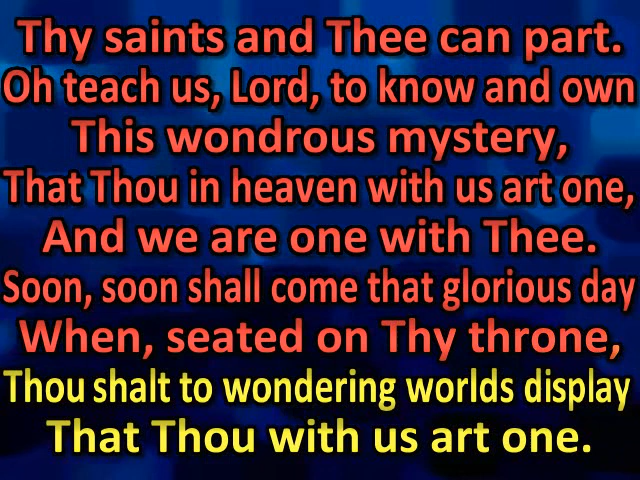 Thy saints and Thee can part.
Oh teach us, Lord, to know and own
This wondrous mystery,
That Thou in heaven with us art one,
And we are one with Thee.
Soon, soon shall come that glorious day
When, seated on Thy throne,
Thou shalt to wondering worlds display
That Thou with us art one.